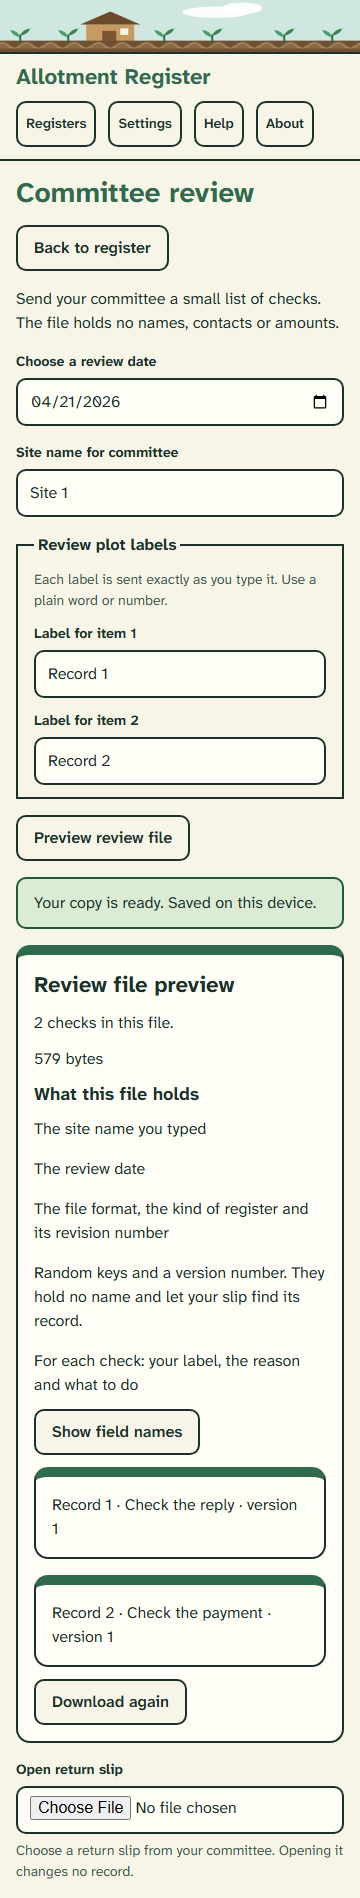 Allotment Register
Registers
Settings
Help
About
Committee review
Back to register
Send your committee a small list of checks.
The file holds no names, contacts or amounts.
Choose a review date
04/21/2026
Site name for committee
Site 1
Review plot labels
Each label is sent exactly as you type it. Use a
plain word or number.
Label for item 1
Record 1
Label for item 2
Record 2
Preview review file
Your copy is ready. Saved on this device.
Review file preview
2 checks in this file.
579 bytes
What this file holds
The site name you typed
The review date
The file format, the kind of register and
its revision number
Random keys and a version number. They
hold no name and let your slip find its
record.
For each check: your label, the reason
and what to do
Show field names
Record 1 · Check the reply · version
1
Record 2 · Check the payment ·
version 1
Download again
Open return slip
Choose File No file chosen
Choose a return slip from your committee. Opening it
changes no record.